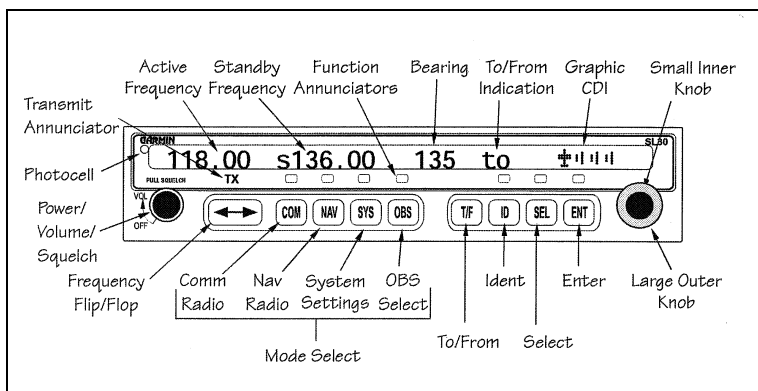 Active Frequency
Standby Frequency
Function Annunciators
Bearing
To/From Indication
Graphic CDI
Small Inner Knob
Transmit Annunciator
GARMIN
SL30
118.00 s136.00 135 to
Photocell
PULL SQUELCH
TX
VOL
OFF
Power/ Volume/ Squelch
COM
NAV
SYS
OBS
T/F
ID
SEL
ENT
Frequency Flip/Flop
Comm Radio
Nav Radio
System Settings
OBS Select
Ident
Enter
Large Outer Knob
Mode Select
To/From
Select